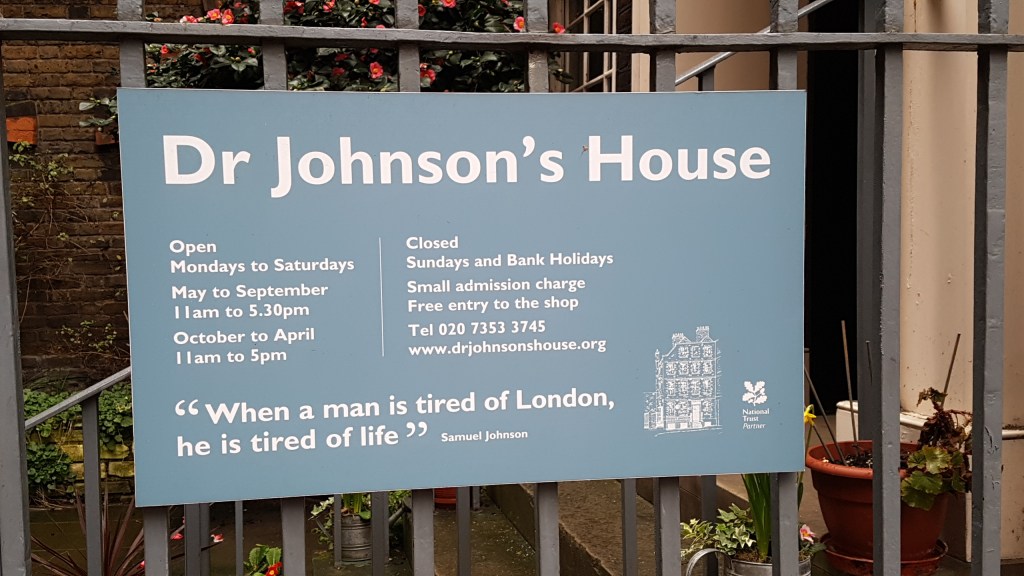 Dr Johnson's House
Open
Mondays to Saturdays
May to September
11am to 5.30pm
October to April
11am to 5pm
Closed
Sundays and Bank Holidays
Small admission charge
Free entry to the shop
Tel 020 7353 3745
www.drjohnsonshouse.org
“ When a man is tired of London,
he is tired of life ” Samuel Johnson
National
Trust
Partner